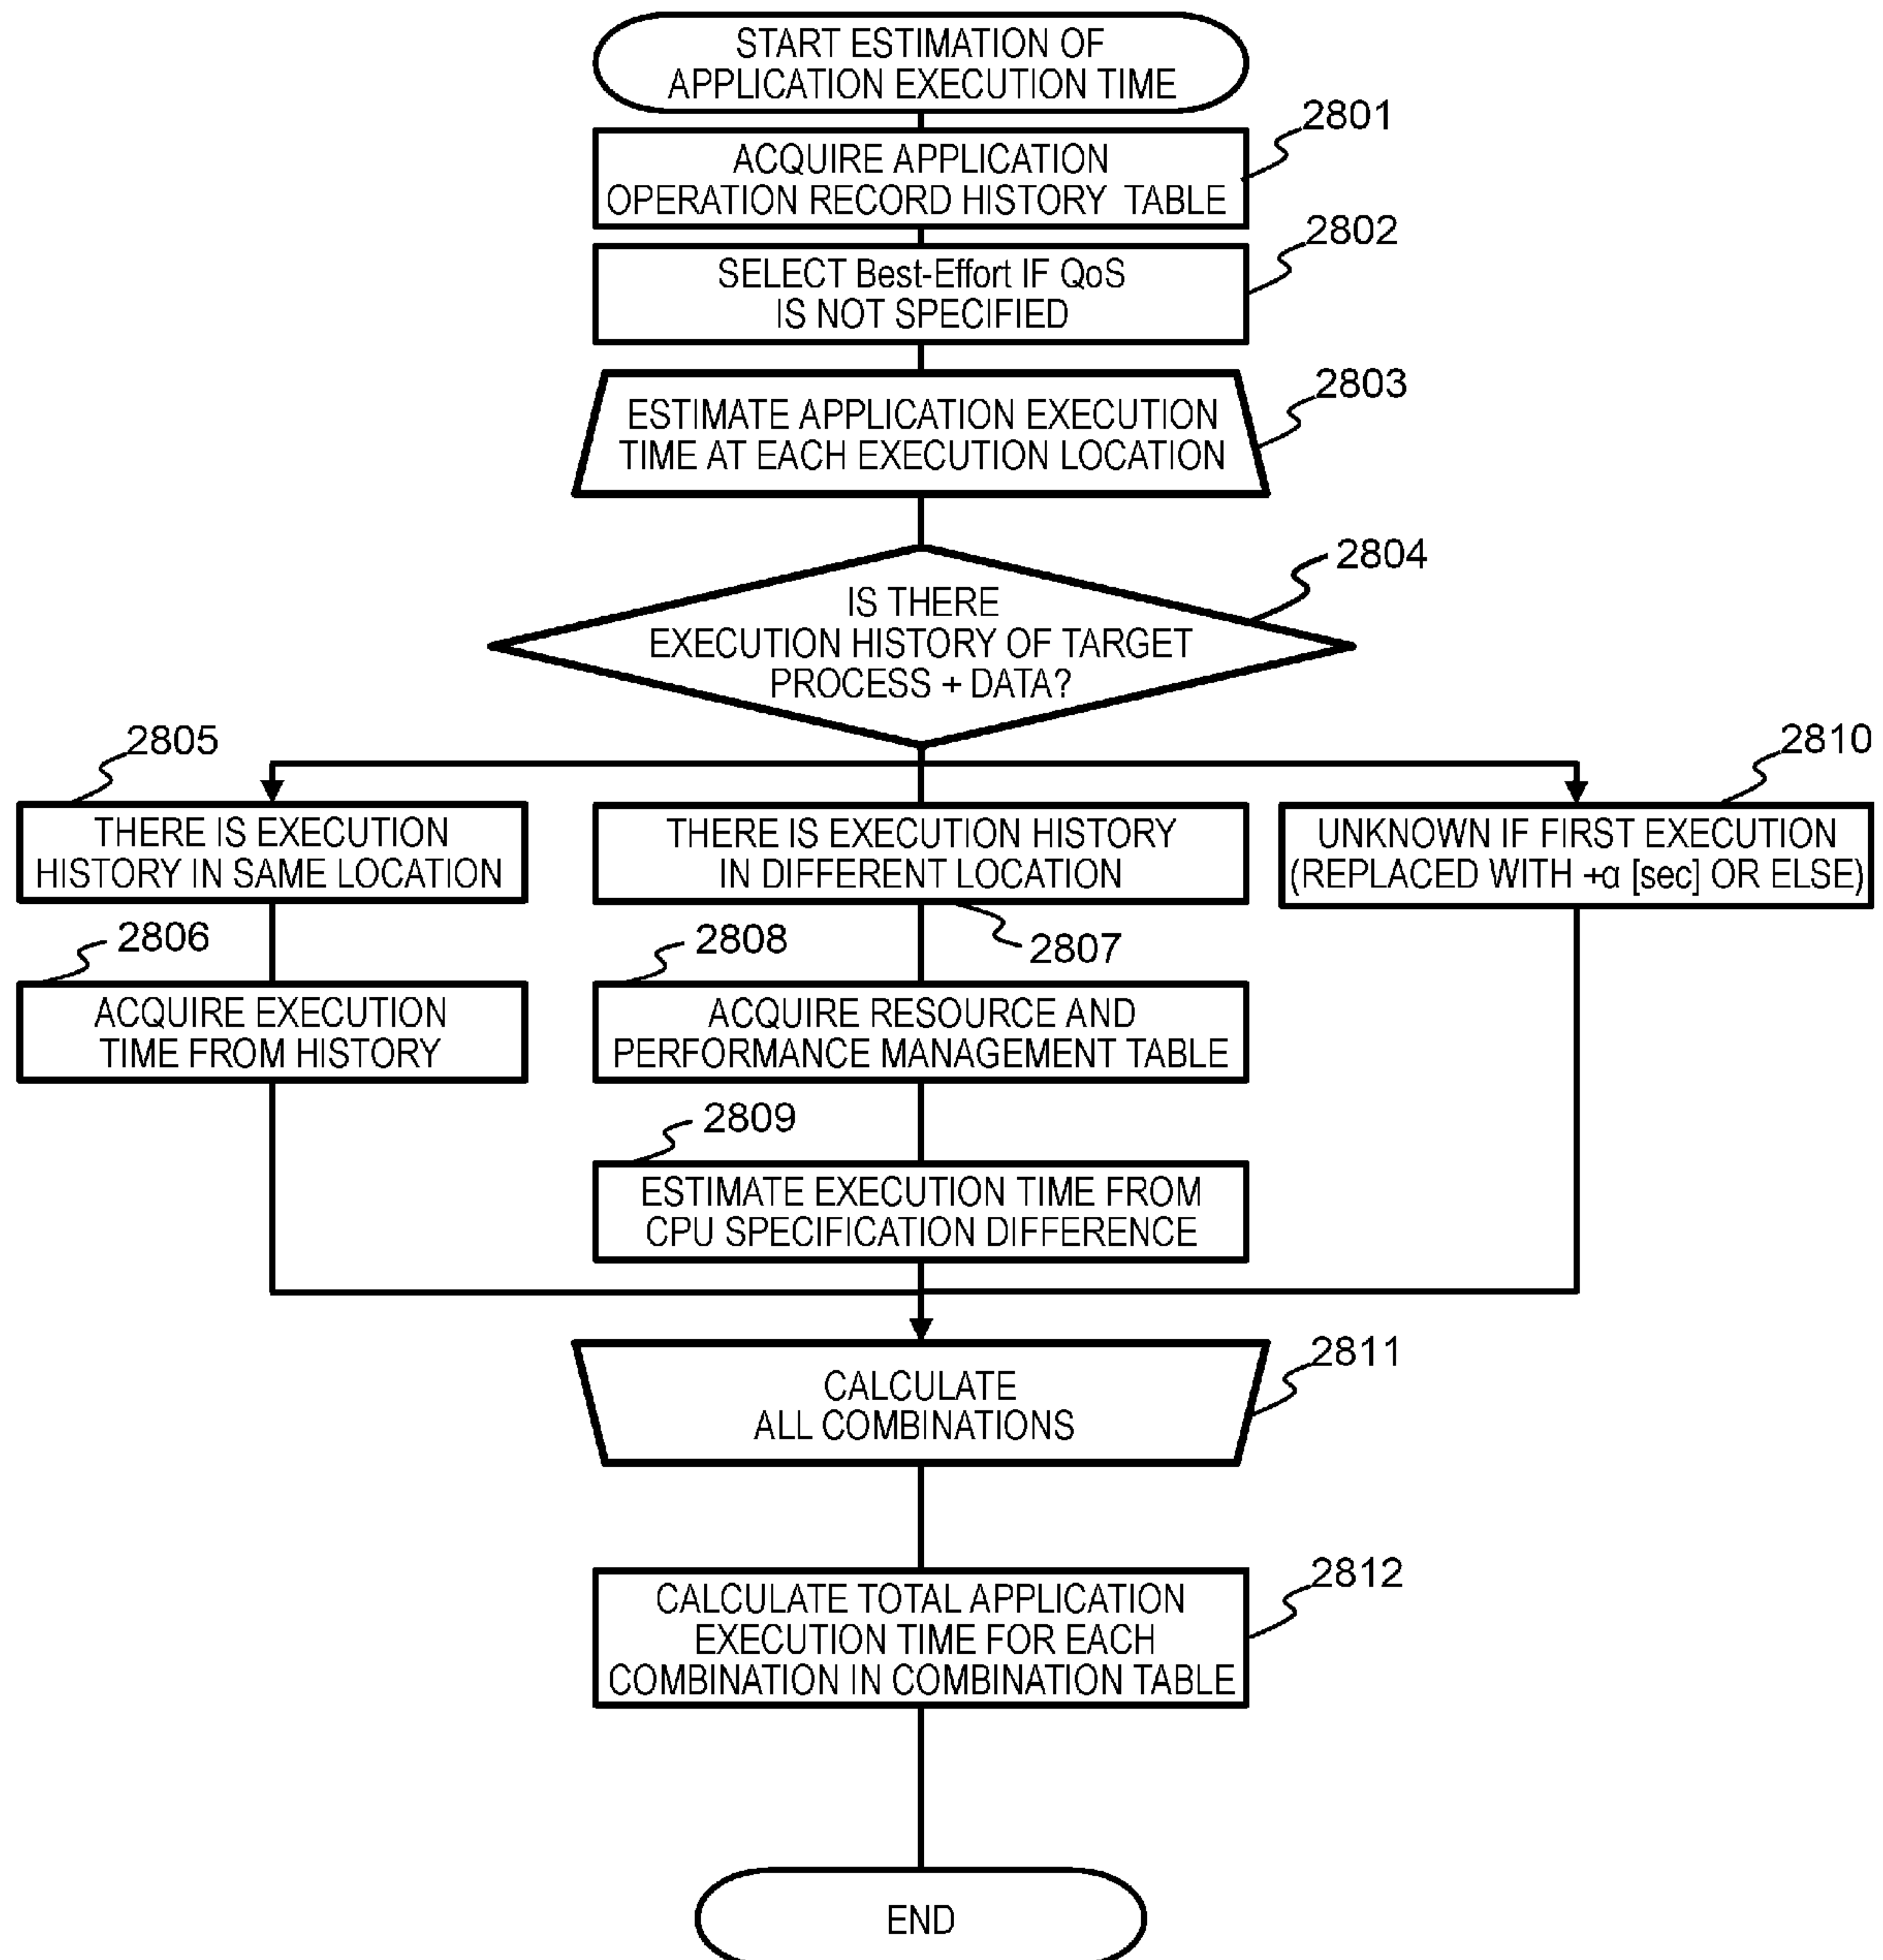 START ESTIMATION OF
APPLICATION EXECUTION TIME
2801
ACQUIRE APPLICATION
OPERATION RECORD HISTORY TABLE
2802
SELECT Best-Effort IF QoS
IS NOT SPECIFIED
2803
ESTIMATE APPLICATION EXECUTION
TIME AT EACH EXECUTION LOCATION
2804
IS THERE
EXECUTION HISTORY OF TARGET
PROCESS + DATA?
2805
THERE IS EXECUTION
HISTORY IN SAME LOCATION
2806
ACQUIRE EXECUTION
TIME FROM HISTORY
THERE IS EXECUTION HISTORY
IN DIFFERENT LOCATION
2807
2808
ACQUIRE RESOURCE AND
PERFORMANCE MANAGEMENT TABLE
2809
ESTIMATE EXECUTION TIME FROM
CPU SPECIFICATION DIFFERENCE
2810
UNKNOWN IF FIRST EXECUTION
(REPLACED WITH +α [sec] OR ELSE)
2811
CALCULATE
ALL COMBINATIONS
2812
CALCULATE TOTAL APPLICATION
EXECUTION TIME FOR EACH
COMBINATION IN COMBINATION TABLE
END